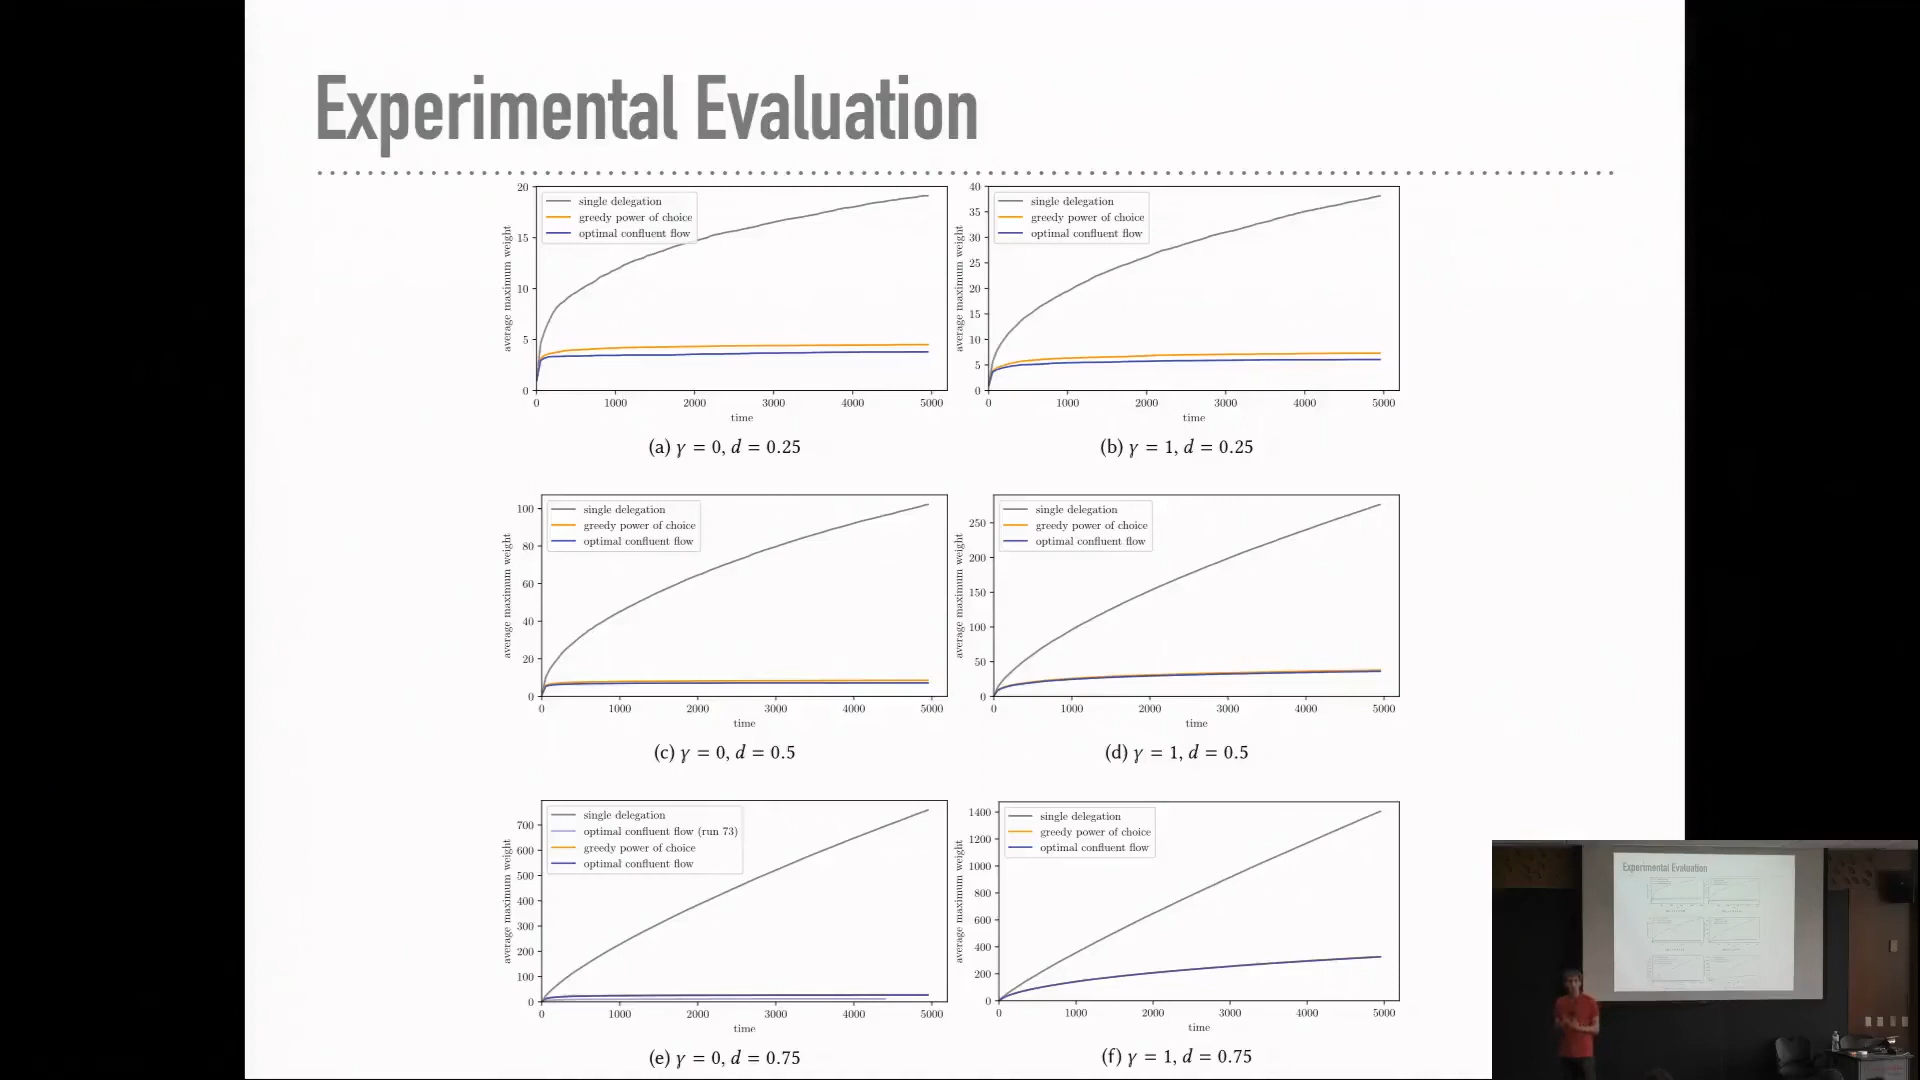 Experimental Evaluation
20
15
10
5
0
average maximum weight
single delegation
greedy power of choice
optimal confluent flow
0 1000 2000 3000 4000 5000
time
(a) γ = 0, d = 0.25
40
35
30
25
20
15
10
5
0
average maximum weight
single delegation
greedy power of choice
optimal confluent flow
0 1000 2000 3000 4000 5000
time
(b) γ = 1, d = 0.25
100
80
60
40
20
0
average maximum weight
single delegation
greedy power of choice
optimal confluent flow
0 1000 2000 3000 4000 5000
time
(c) γ = 0, d = 0.5
250
200
150
100
50
0
average maximum weight
single delegation
greedy power of choice
optimal confluent flow
0 1000 2000 3000 4000 5000
time
(d) γ = 1, d = 0.5
700
600
500
400
300
200
100
0
average maximum weight
single delegation
optimal confluent flow (run 73)
greedy power of choice
optimal confluent flow
0 1000 2000 3000 4000 5000
time
(e) γ = 0, d = 0.75
1400
1200
1000
800
600
400
200
0
average maximum weight
single delegation
greedy power of choice
optimal confluent flow
0 1000 2000 3000 4000 5000
time
(f) γ = 1, d = 0.75
Experimental Evaluation